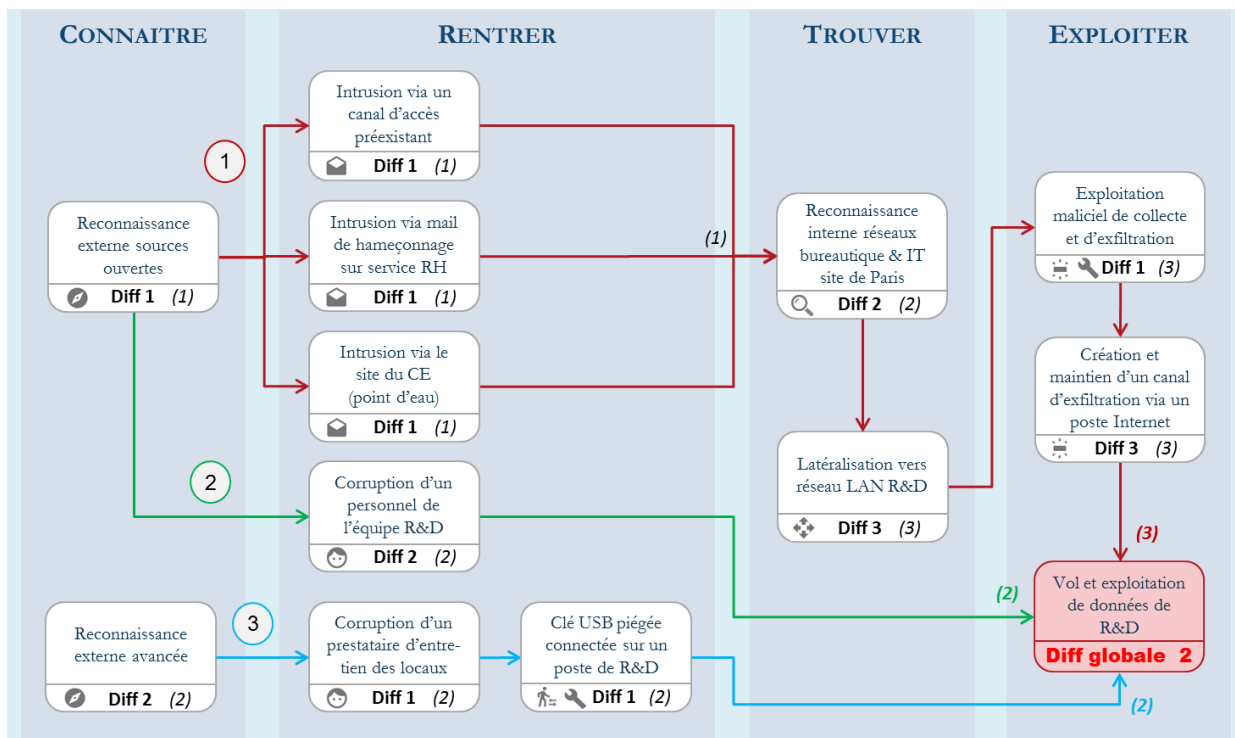 CONNAITRE
RENTRER
TROUVER
EXPLOITER
1
Intrusion via un
canal d'accès
préexistant
Diff 1 (1)
Reconnaissance
externe sources
ouvertes
Diff 1 (1)
Intrusion via mail
de hameçonnage
sur service RH
Diff 1 (1)
Intrusion via le
site du CE
(point d'eau)
Diff 1 (1)
(1)
Reconnaissance
interne réseaux
bureautique & IT
site de Paris
Diff 2 (2)
Latéralisation vers
réseau LAN R&D
Diff 3 (3)
Exploitation
maliciel de collecte
et d'exfiltration
Diff 1 (3)
Création et
maintien d'un canal
d'exfiltration via un
poste Internet
Diff 3 (3)
(3)
2
Corruption d'un
personnel de
l'équipe R&D
Diff 2 (2)
(2)
Vol et exploitation
de données de
R&D
Diff globale 2
Reconnaissance
externe avancée
Diff 2 (2)
3
Corruption d'un
prestataire d'entre-
tien des locaux
Diff 1 (2)
Clé USB piégée
connectée sur un
poste de R&D
Diff 1 (2)
(2)